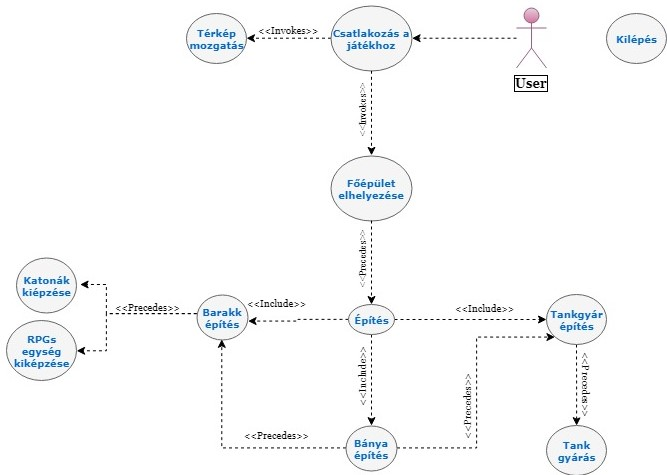 Térkép
mozgatás
<<Invokes>>
Csatlakozás a
játékhoz
User
Kilépés
<<Invokes>>
Főépület
elhelyezése
<<Precedes>>
Katonák
kiépzése
<<Precedes>>
RPGs
egység
kiképzése
Barakk
építés
<<Include>>
Építés
<<Include>>
Tankgyár
építés
<<Include>>
<<Precedes>>
<<Precedes>>
<<Precedes>>
Bánya
építés
Tank
gyárás